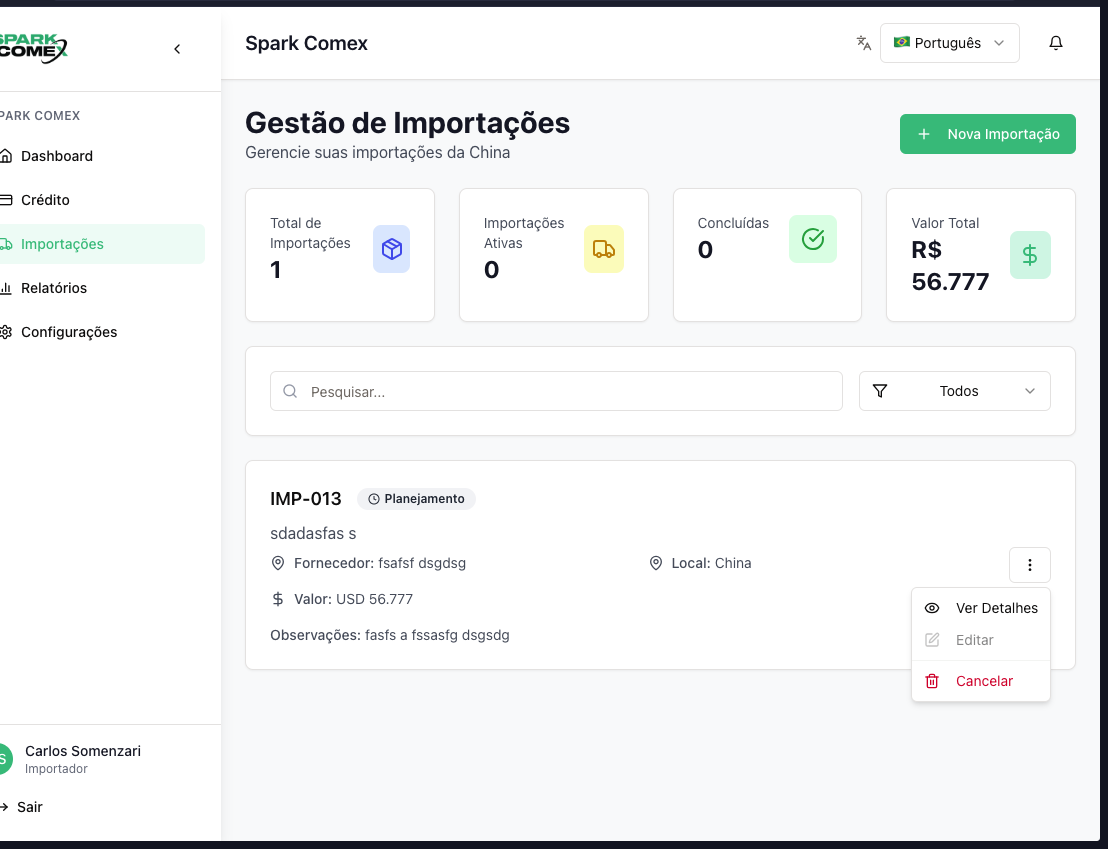 SPARK
COMEX
Spark Comex
Português
PARK COMEX
Dashboard
Crédito
Importações
Relatórios
Configurações
Gestão de Importações
Gerencie suas importações da China
Nova Importação
Total de
Importações
1
Importações
Ativas
0
Concluídas
0
Valor Total
R$
56.777
Pesquisar...
Todos
IMP-013
Planejamento
sdadasfas s
Fornecedor: fsafsf dsgdsg
Local: China
Valor: USD 56.777
Observações: fasfs a fssasfg dsgsdg
Ver Detalhes
Editar
Cancelar
S
Carlos Somenzari
Importador
Sair